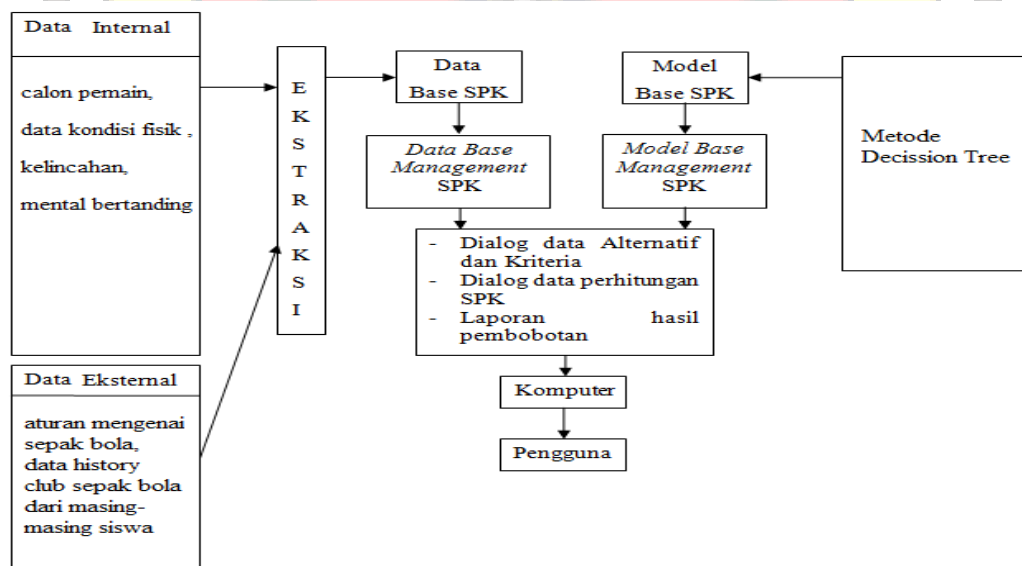 Data Internal
calon pemain,
data kondisi fisik ,
kelincahan,
mental bertanding
Data Eksternal
aturan mengenai
sepak bola,
data history
club sepak bola
dari masing-
masing siswa
E
K
S
T
R
A
K
S
I
Data
Base SPK
Data Base
Management
SPK
Model
Base SPK
Model Base
Management
SPK
Metode
Decission Tree
- Dialog data Alternatif
dan Kriteria
- Dialog data perhitungan
SPK
- Laporan hasil
pembobotan
Komputer
Pengguna